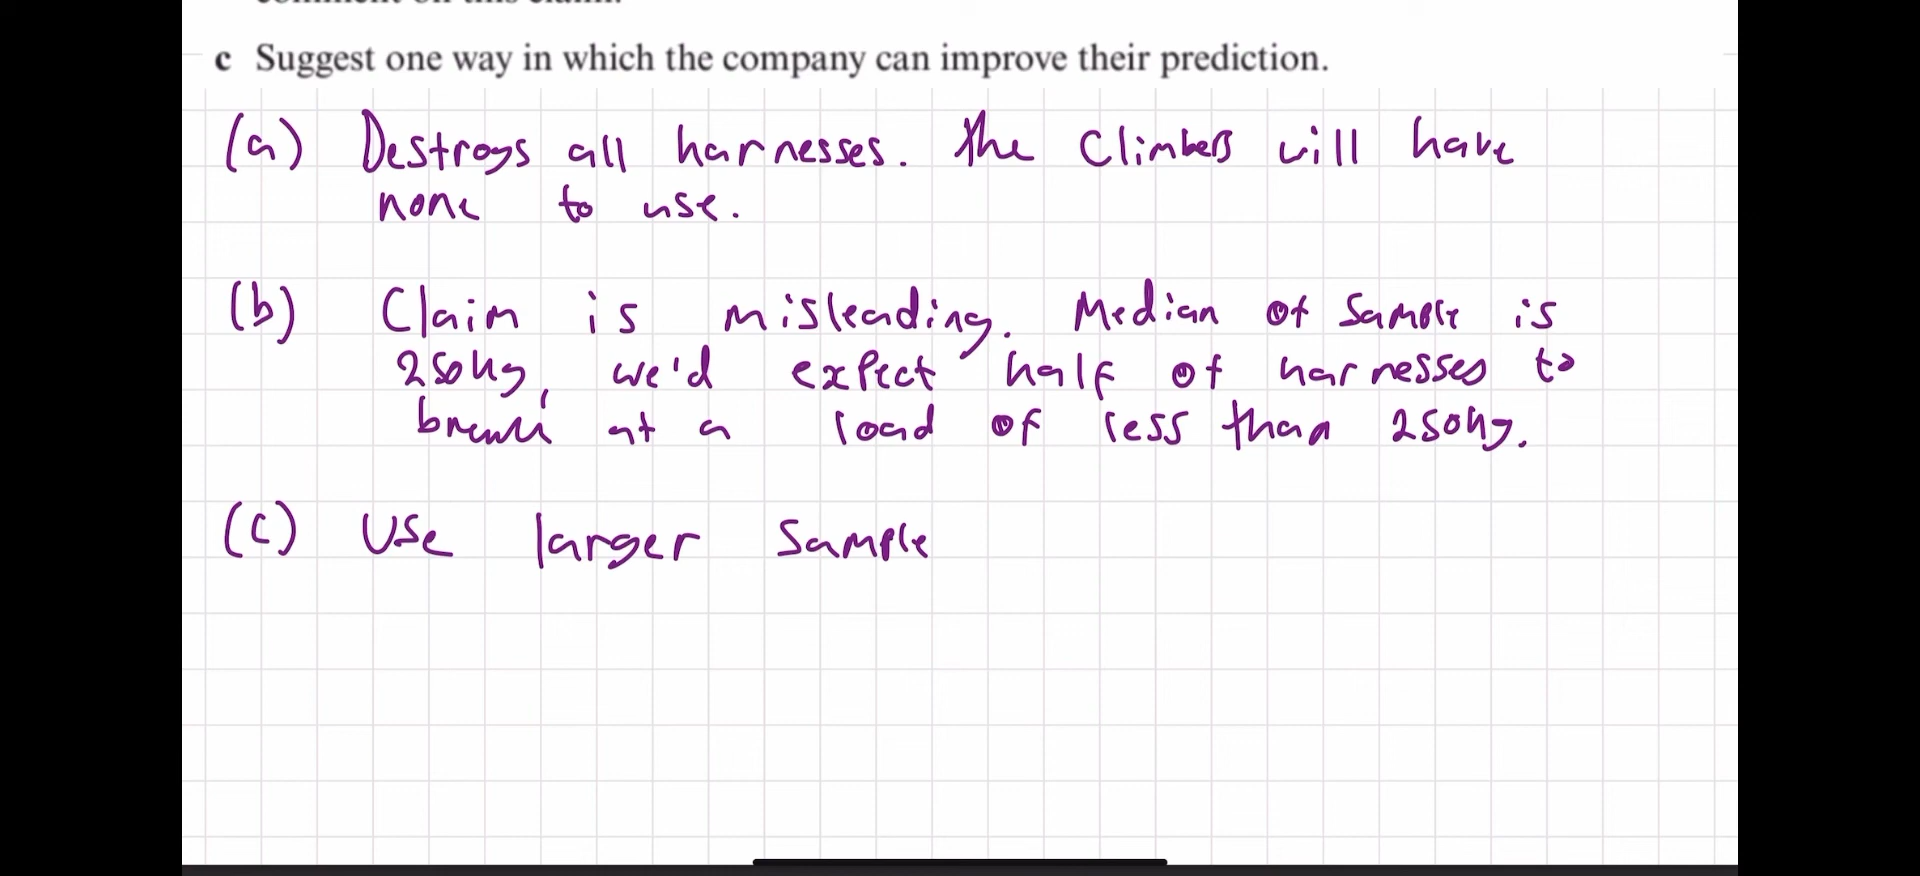 c Suggest one way in which the company can improve their prediction.
(a) Destroys all harnesses. The Climbers will have
none to use.
(b) Claim is misleading. Median of sample is
250kg, we'd expect half of harnesses to
break at a load of less than 250kg.
(c) Use larger sample